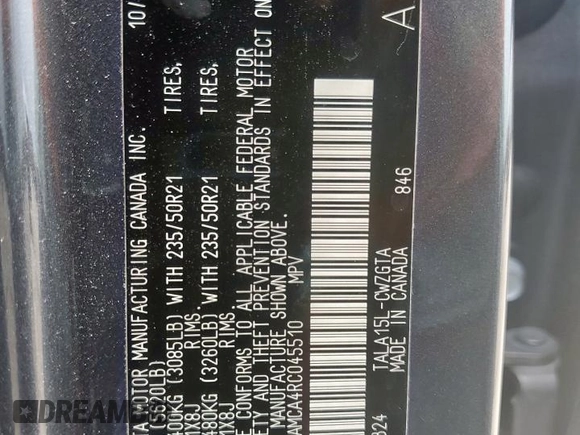 TA MOTOR MANUFACTURING CANADA INC. 10/
(5620LB)
400KG (3085LB) WITH 235/50R21 TIRES,
1X8J RIMS
480KG (3260LB) WITH 235/50R21 TIRES,
1X8J RIMS
E CONFORMS TO ALL APPLICABLE FEDERAL MOTOR
ETY AND THEFT PREVENTION STANDARDS IN EFFECT ON
MANUFACTURE SHOWN ABOVE.
AMCA4RC045510 MPV
A
824 TALA15L-CWZGTA 846
MADE IN CANADA
DREAM